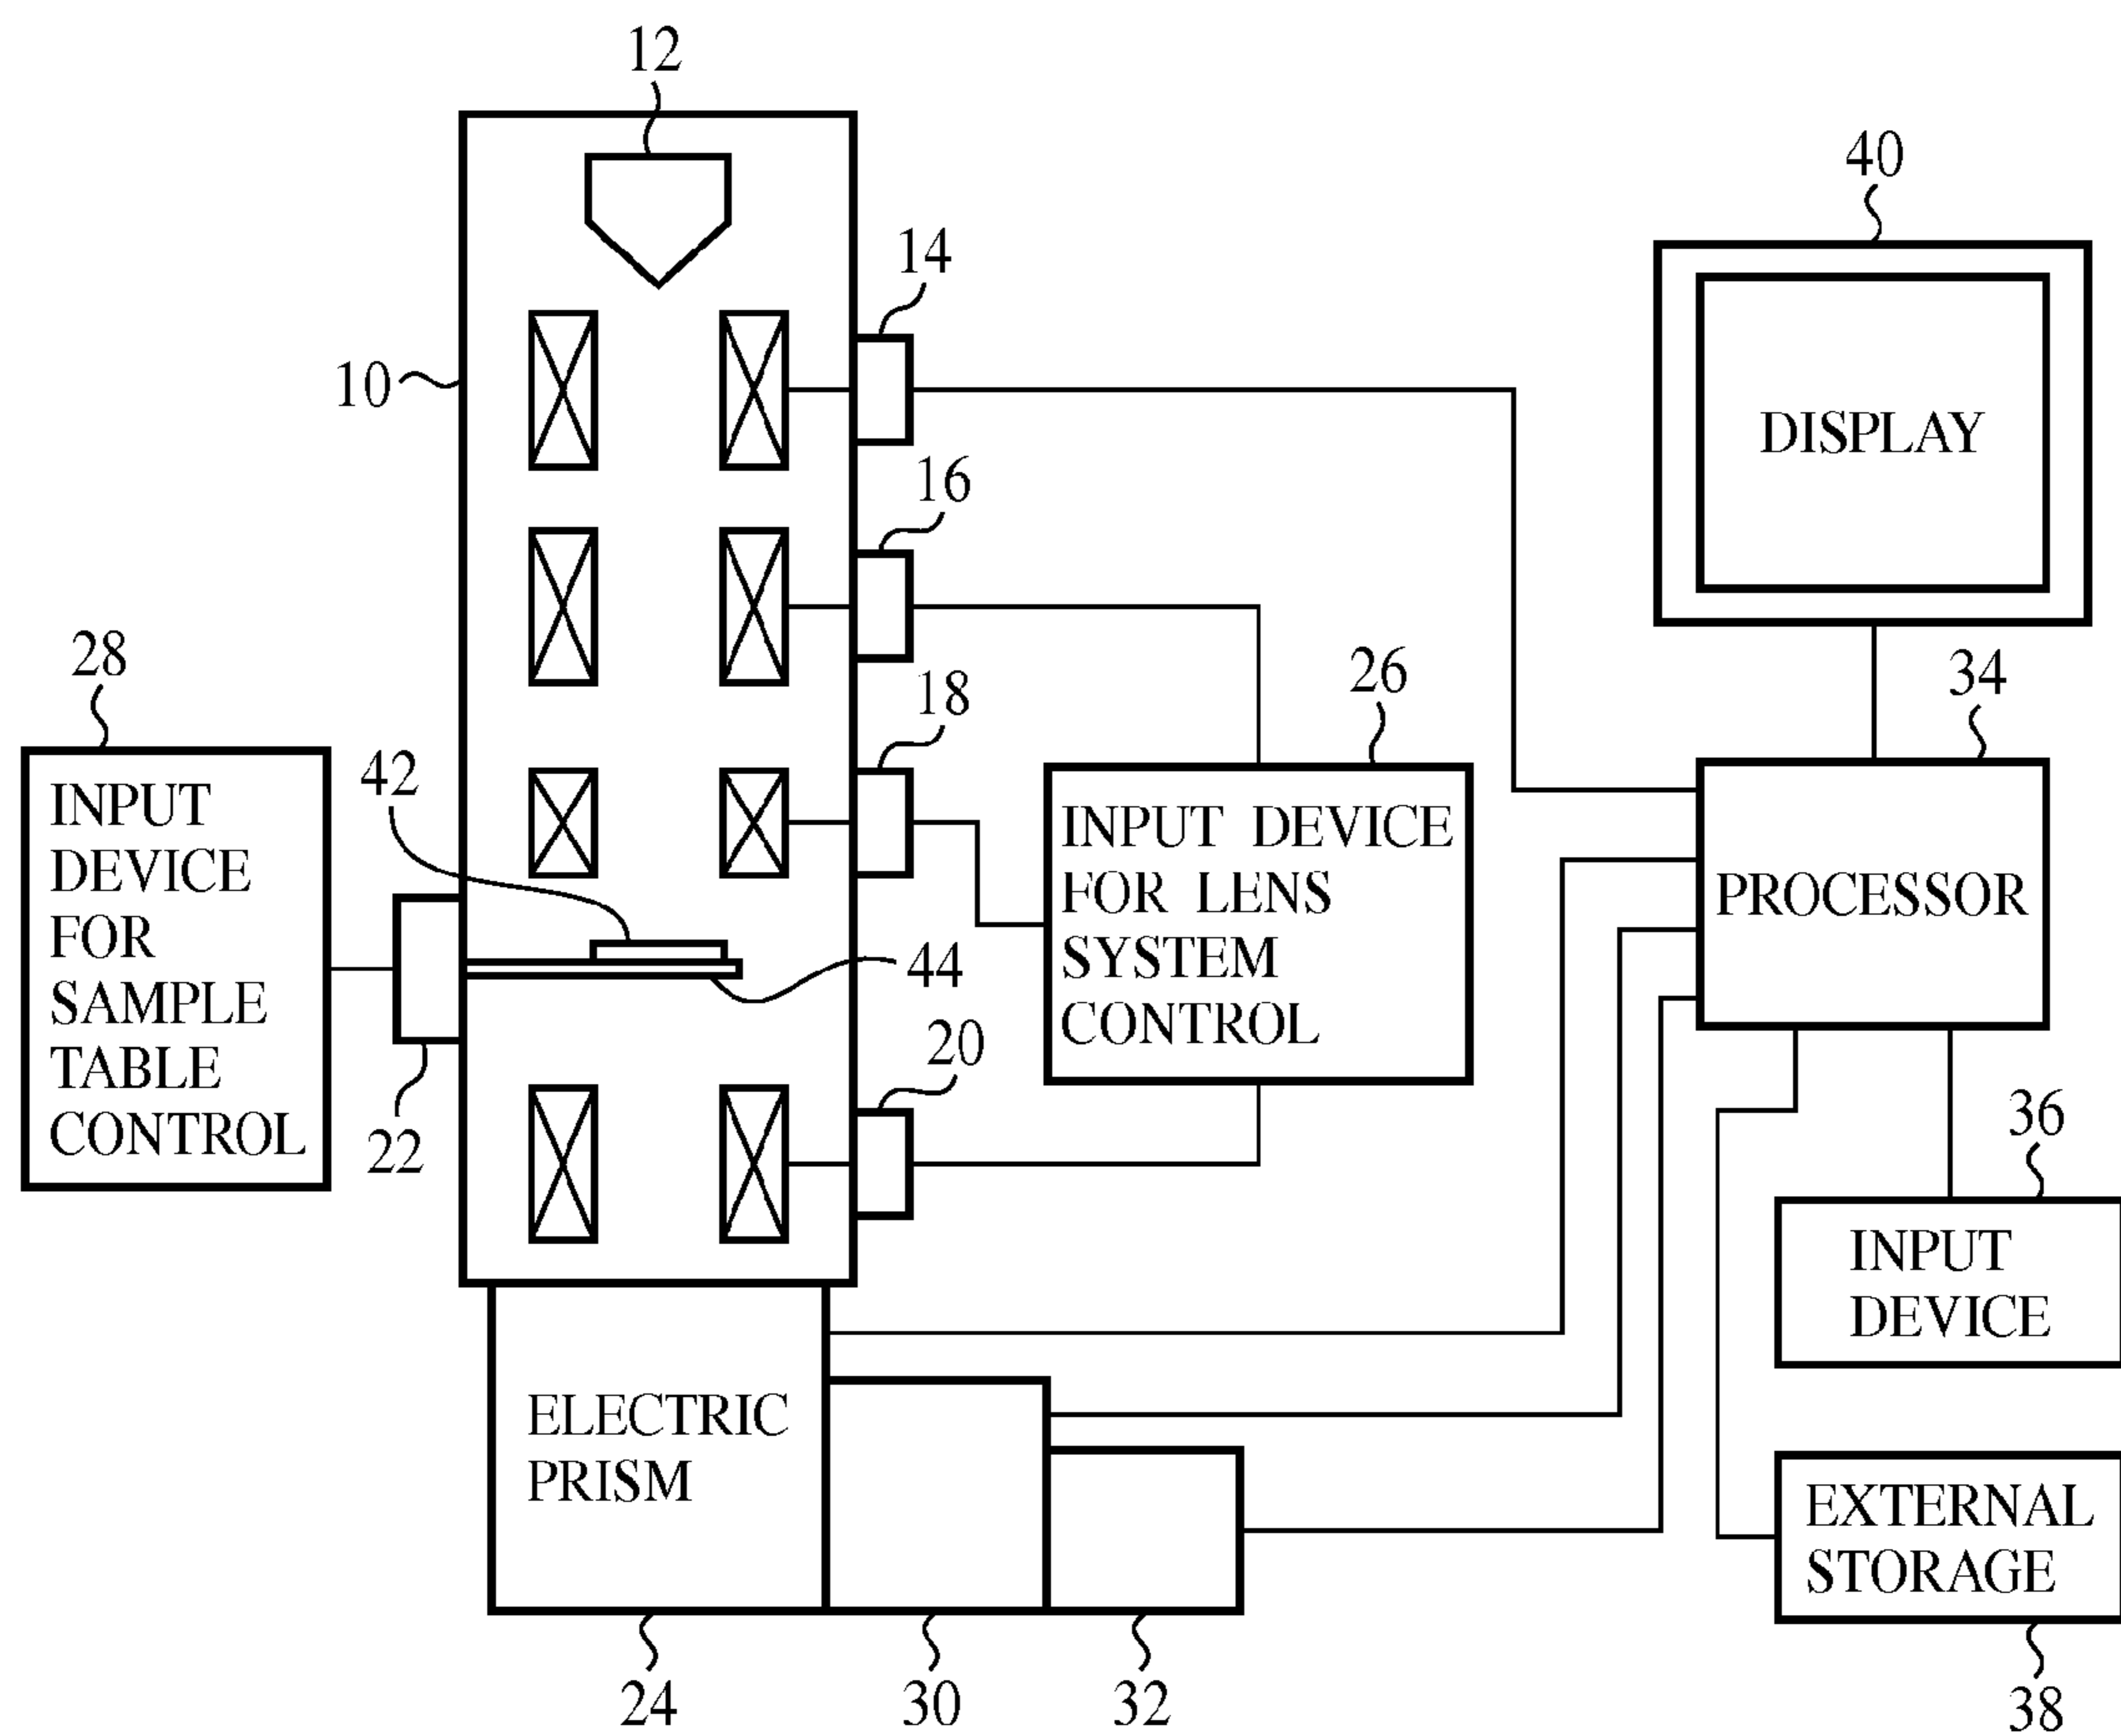 12
40
14
10
DISPLAY
16
28
18
26
34
42
INPUT
DEVICE
FOR
SAMPLE
TABLE
CONTROL
INPUT DEVICE
FOR LENS
SYSTEM
CONTROL
PROCESSOR
44
20
22
36
INPUT
DEVICE
ELECTRIC
PRISM
EXTERNAL
STORAGE
24
30
32
38